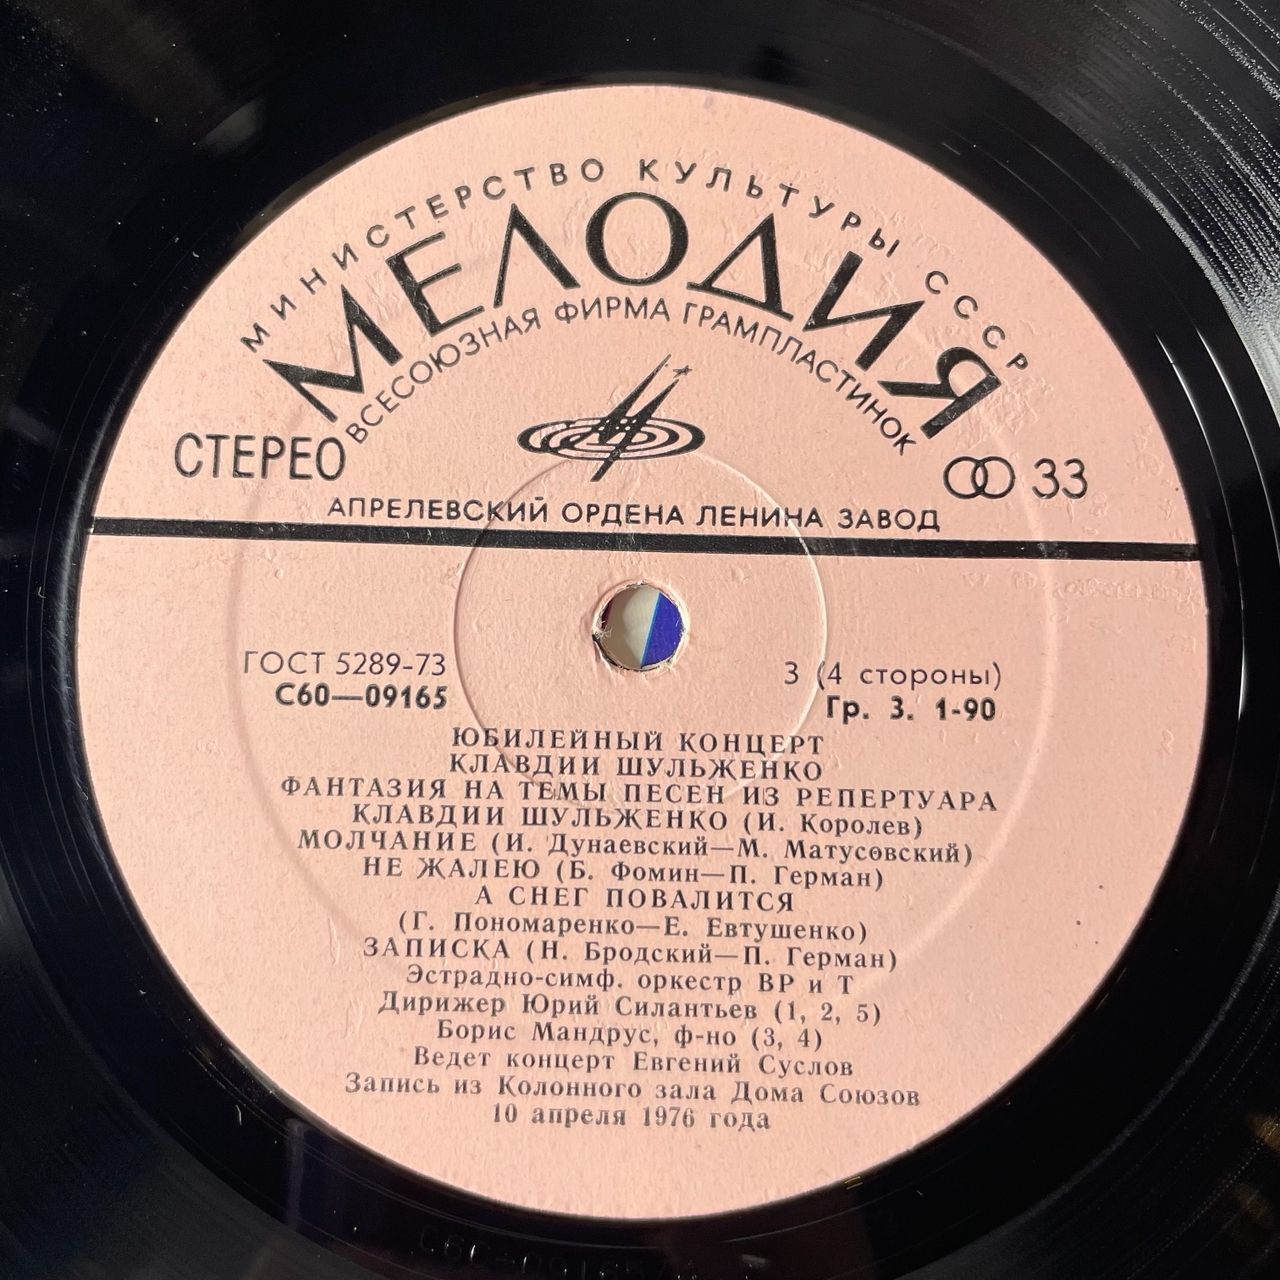 МИНИСТЕРСТВО КУЛЬТУРЫ СССР
МЕЛОДИЯ
ВСЕСОЮЗНАЯ ФИРМА ГРАМПЛАСТИНОК
СТЕРЕО
33
АПРЕЛЕВСКИЙ ОРДЕНА ЛЕНИНА ЗАВОД
ГОСТ 5289-73
С60—09165
3 (4 стороны)
Гр. 3. 1-90
ЮБИЛЕЙНЫЙ КОНЦЕРТ
КЛАВДИИ ШУЛЬЖЕНКО
ФАНТАЗИЯ НА ТЕМЫ ПЕСЕН ИЗ РЕПЕРТУАРА
КЛАВДИИ ШУЛЬЖЕНКО (И. Королев)
МОЛЧАНИЕ (И. Дунаевский—М. Матусовский)
НЕ ЖАЛЕЮ (Б. Фомин—П. Герман)
А СНЕГ ПОВАЛИТСЯ
(Г. Пономаренко—Е. Евтушенко)
ЗАПИСКА (Н. Бродский—П. Герман)
Эстрадно-симф. оркестр ВР и Т
Дирижер Юрий Силантьев (1, 2, 5)
Борис Мандрус, ф-но (3, 4)
Ведет концерт Евгений Суслов
Запись из Колонного зала Дома Союзов
10 апреля 1976 года